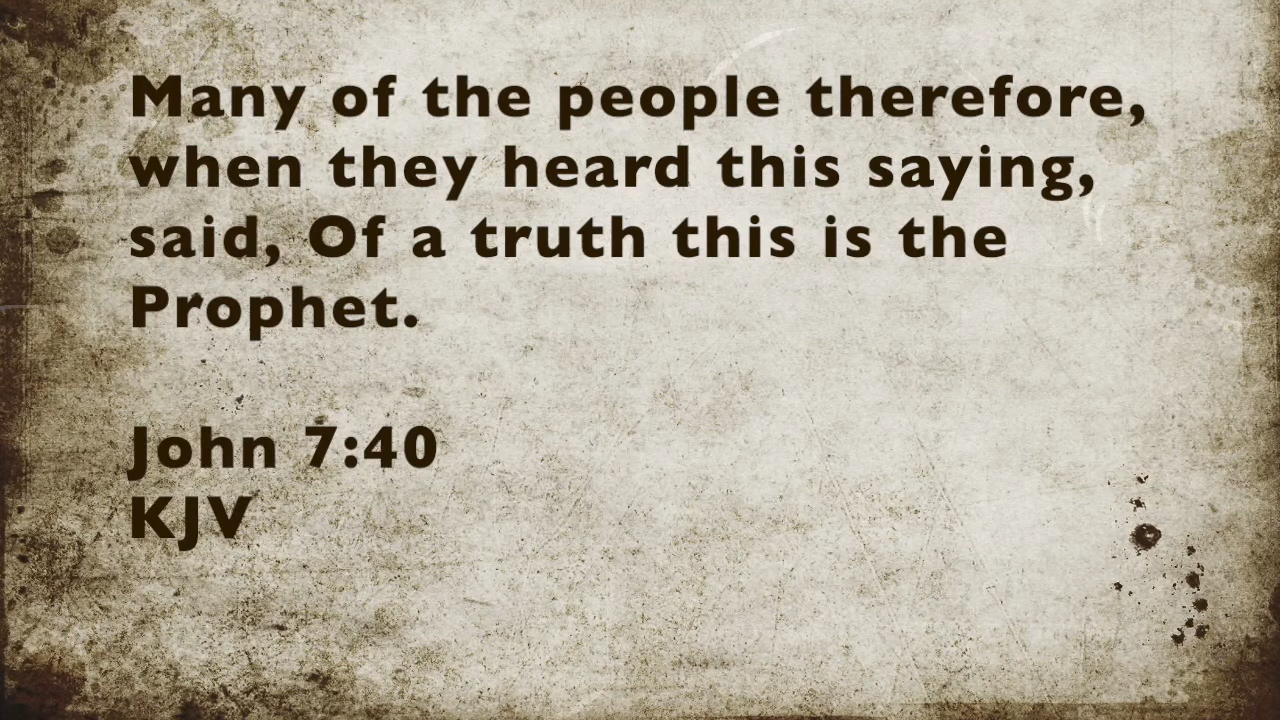 Many of the people therefore,
when they heard this saying,
said, Of a truth this is the
Prophet.
John 7:40
KJV